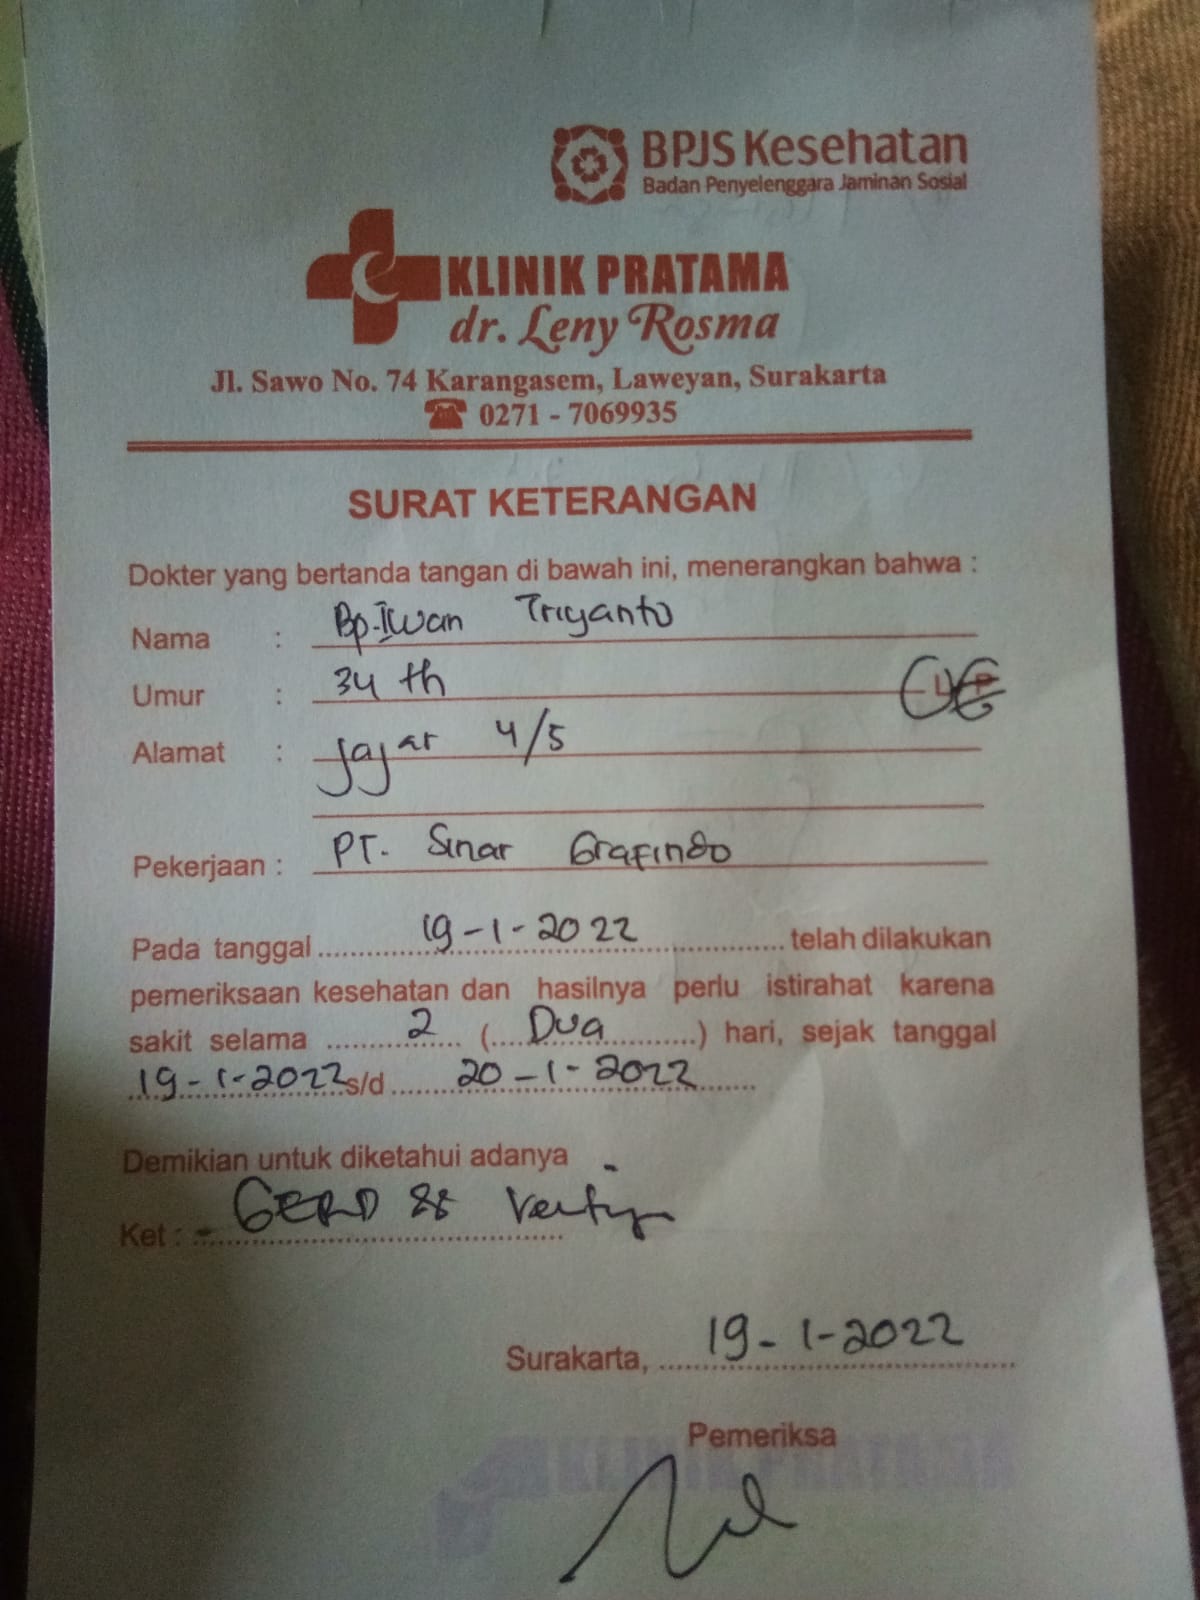 BPJS Kesehatan
Badan Penyelenggara Jaminan Sosial
KLINIK PRATAMA
dr. Leny Rosma
Jl. Sawo No. 74 Karangasem, Laweyan, Surakarta
☎ 0271 - 7069935
SURAT KETERANGAN
Dokter yang bertanda tangan di bawah ini, menerangkan bahwa :
Nama : Bp. Iwan Triyanto
Umur : 34 th L P
Alamat : Jajar 4/5
Pekerjaan : PT. Sinar Grafindo
Pada tanggal 19-1-2022 telah dilakukan
pemeriksaan kesehatan dan hasilnya perlu istirahat karena
sakit selama 2 (Dua) hari, sejak tanggal
19-1-2022 s/d 20-1-2022
Demikian untuk diketahui adanya
Ket : - GERD Vertigo
Surakarta, 19-1-2022
Pemeriksa
KLINIK PRATAMA